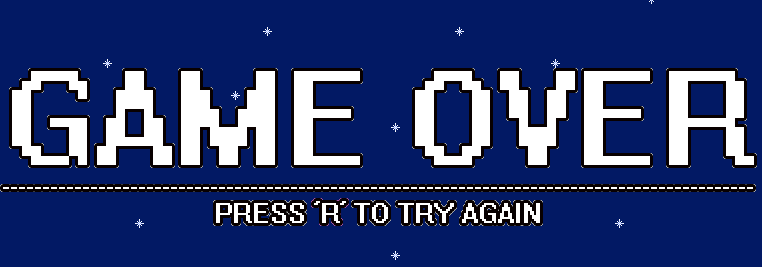 GAME OVER
PRESS 'R' TO TRY AGAIN